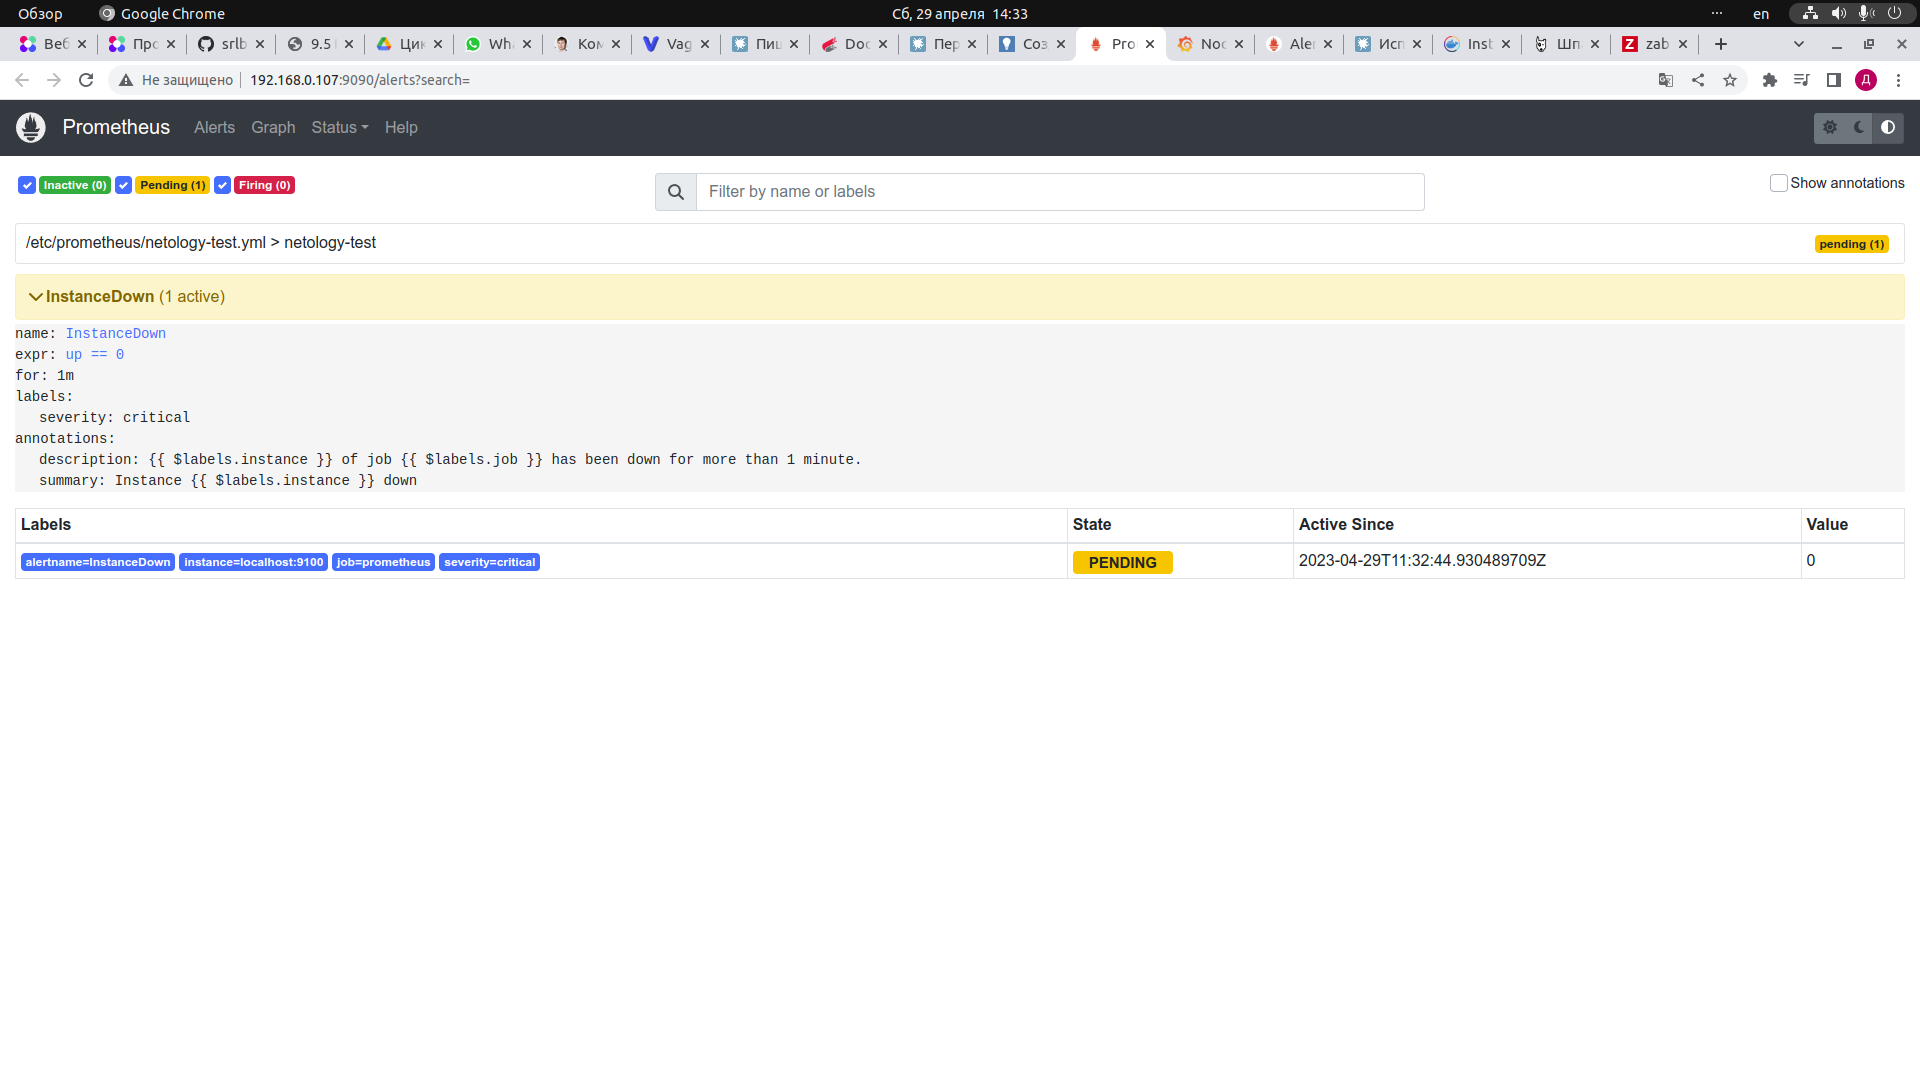 Обзор Google Chrome Сб, 29 апреля 14:33 en
Веб Про srlb 9.5 Цик Wha Ком Vag Пиш Doc Пер Соз Pro Noc Aler Исп Inst Шп zab
Не защищено 192.168.0.107:9090/alerts?search= Д
Prometheus Alerts Graph Status Help
Inactive (0) Pending (1) Firing (0) Filter by name or labels Show annotations
/etc/prometheus/netology-test.yml > netology-test pending (1)
InstanceDown (1 active)
name: InstanceDown
expr: up == 0
for: 1m
labels:
severity: critical
annotations:
description: {{ $labels.instance }} of job {{ $labels.job }} has been down for more than 1 minute.
summary: Instance {{ $labels.instance }} down
Labels State Active Since Value
alertname=InstanceDown instance=localhost:9100 job=prometheus severity=critical PENDING 2023-04-29T11:32:44.930489709Z 0